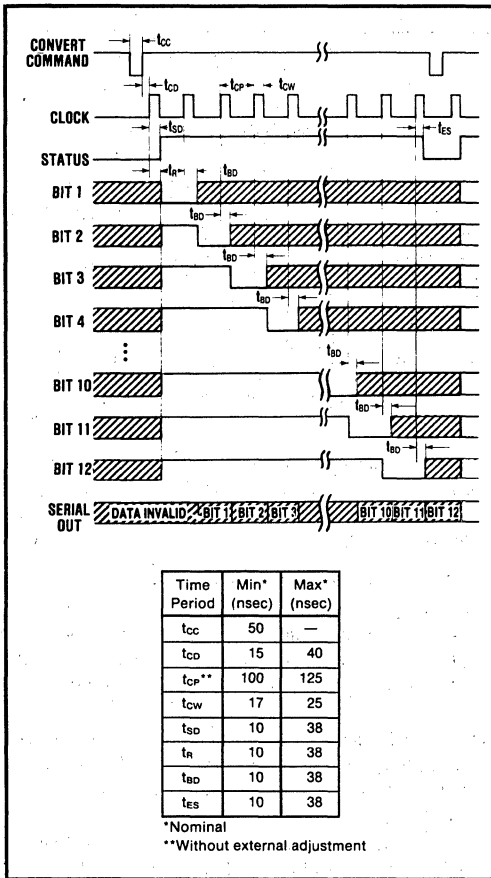 CONVERT
COMMAND
tCC
tCD
tCP
tCW
CLOCK
tSD
tES
STATUS
tR
tBD
BIT 1
tBD
BIT 2
tBD
BIT 3
tBD
BIT 4
tBD
BIT 10
tBD
BIT 11
tBD
BIT 12
SERIAL
OUT
DATA INVALID BIT 1 BIT 2 BIT 3 BIT 10 BIT 11 BIT 12
Time Period Min* (nsec) Max* (nsec)
tCC 50 —
tCD 15 40
tCP** 100 125
tCW 17 25
tSD 10 38
tR 10 38
tBD 10 38
tES 10 38
*Nominal
**Without external adjustment